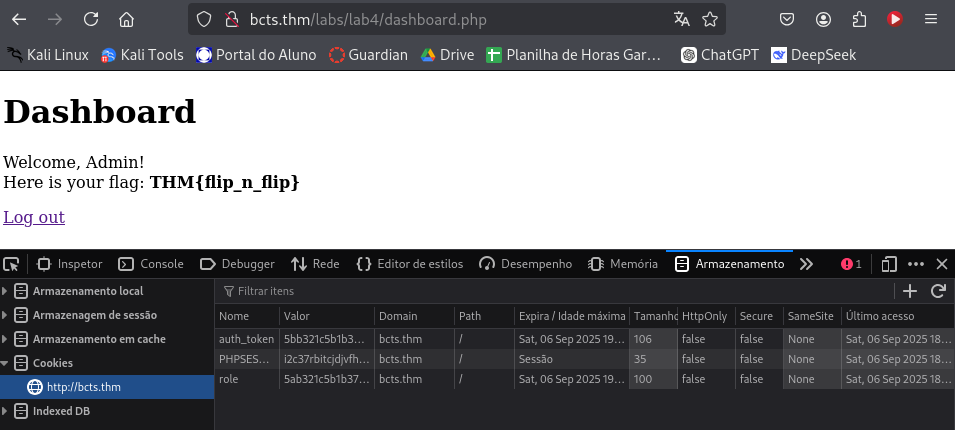 bcts.thm/labs/lab4/dashboard.php
Kali Linux Kali Tools Portal do Aluno Guardian Drive Planilha de Horas Gar… ChatGPT DeepSeek
Dashboard
Welcome, Admin!
Here is your flag: THM{flip_n_flip}
Log out
Inspetor Console Debugger Rede Editor de estilos Desempenho Memória Armazenamento 1
Armazenamento local
Armazenagem de sessão
Armazenamento em cache
Cookies
http://bcts.thm
Indexed DB
Filtrar itens
Nome Valor Domain Path Expira / Idade máxima Tamanho HttpOnly Secure SameSite Último acesso
auth_token 5bb321c5b1b3… bcts.thm / Sat, 06 Sep 2025 19… 106 false false None Sat, 06 Sep 2025 18…
PHPSES… i2c37rbitcjdjvfh… bcts.thm / Sessão 35 false false None Sat, 06 Sep 2025 18…
role 5ab321c5b1b37… bcts.thm / Sat, 06 Sep 2025 19… 100 false false None Sat, 06 Sep 2025 18…